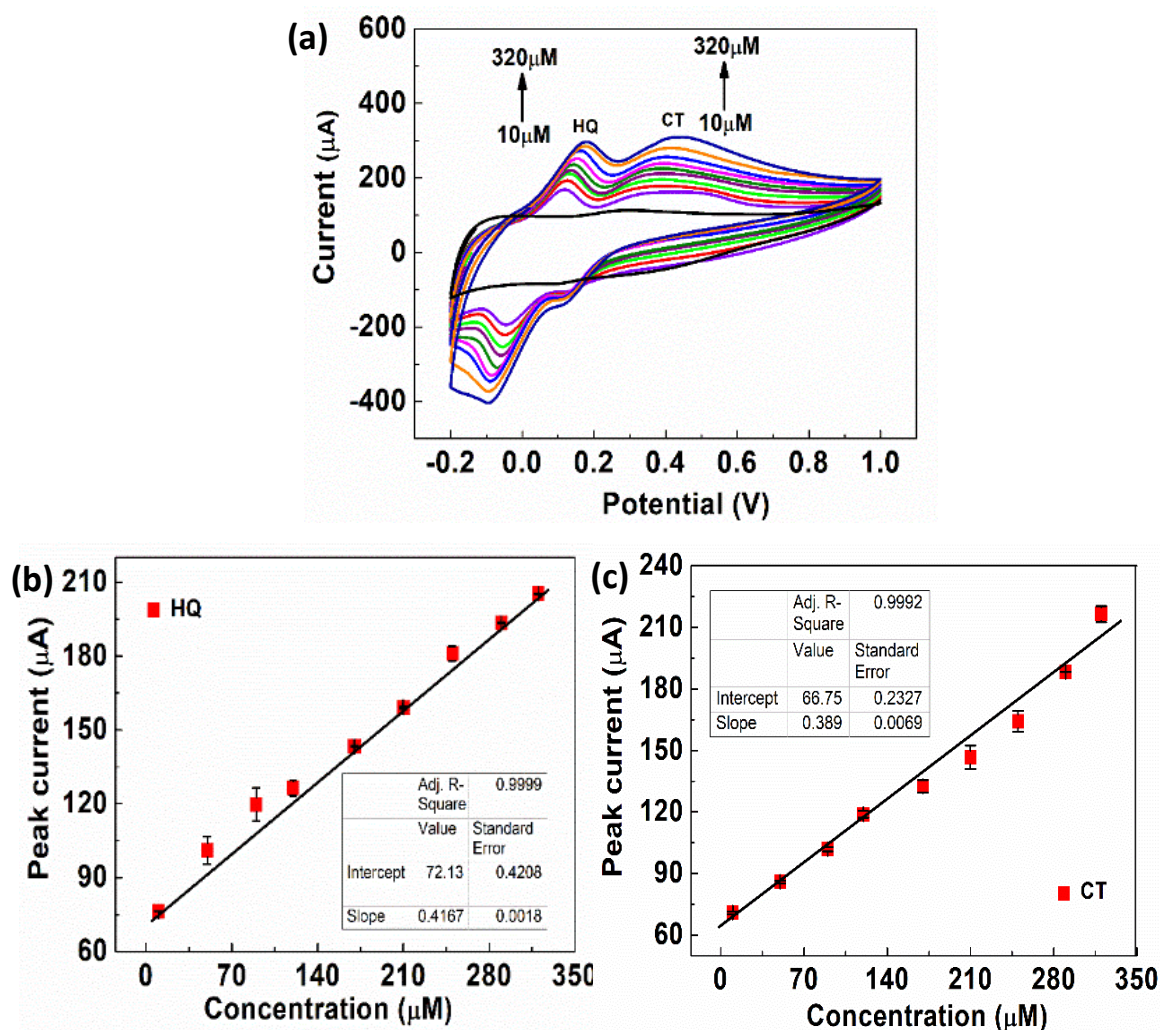 (a)
600
400
200
0
-200
-400
Current (μA)
320μM
10μM
HQ
320μM
10μM
CT
-0.2 0.0 0.2 0.4 0.6 0.8 1.0
Potential (V)
(b)
210
180
150
120
90
60
Peak current (μA)
HQ
Adj. R-Square 0.9999
Value Standard Error
Intercept 72.13 0.4208
Slope 0.4167 0.0018
0 70 140 210 280 350
Concentration (μM)
(c)
240
210
180
150
120
90
60
Peak current (μA)
Adj. R-Square 0.9992
Value Standard Error
Intercept 66.75 0.2327
Slope 0.389 0.0069
CT
0 70 140 210 280 350
Concentration (μM)